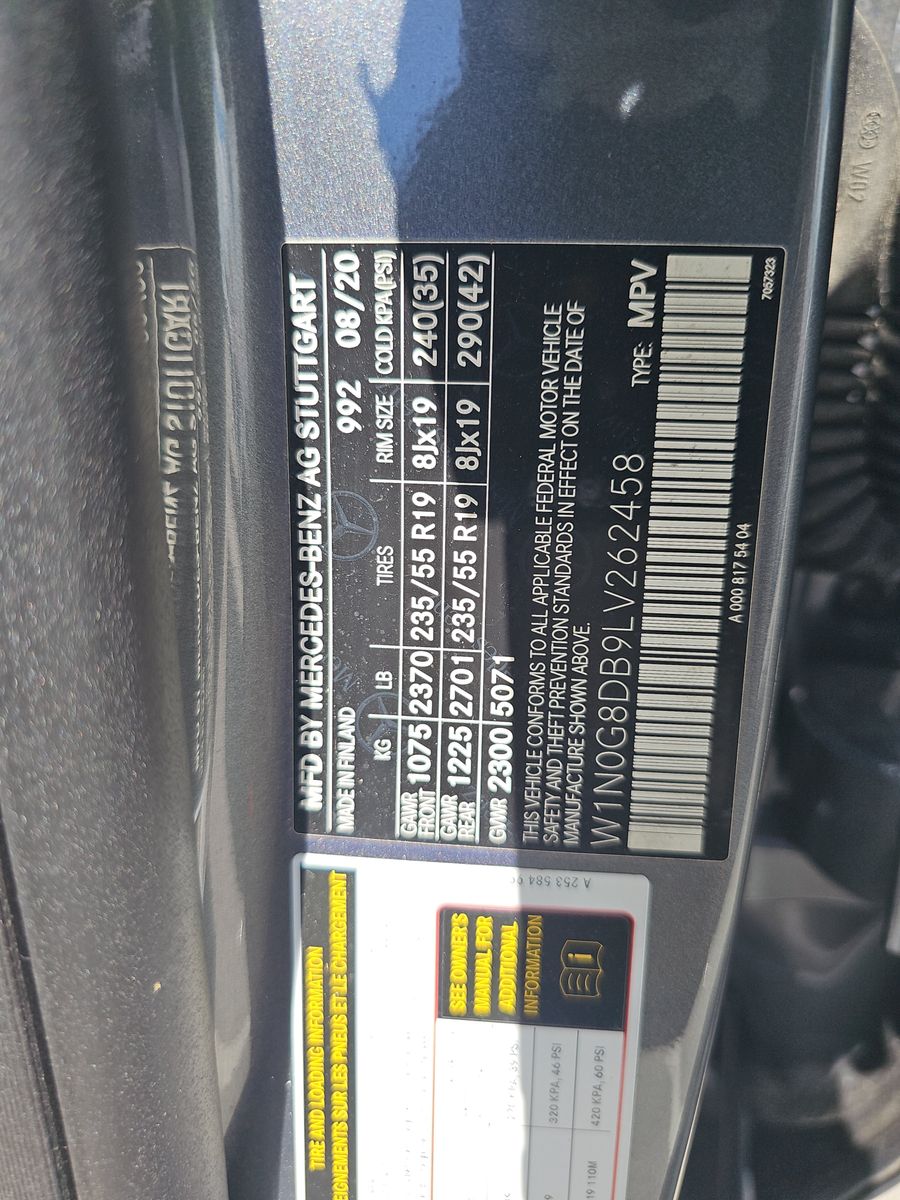 MFD BY MERCEDES-BENZ AG STUTTGART
MADE IN FINLAND 992 08/20
KG LB TIRES RIM SIZE COLD KPA(PSI)
GAWR FRONT 1075 2370 235/55 R19 8Jx19 240(35)
GAWR REAR 1225 2701 235/55 R19 8Jx19 290(42)
GVWR 2300 5071
THIS VEHICLE CONFORMS TO ALL APPLICABLE FEDERAL MOTOR VEHICLE
SAFETY AND THEFT PREVENTION STANDARDS IN EFFECT ON THE DATE OF
MANUFACTURE SHOWN ABOVE.
W1N0G8DB9LV262458 TYPE: MPV
A 000 817 54 04
7057323
TIRE AND LOADING INFORMATION
SUR LES PNEUS ET LE CHARGEMENT
A 253 584
SEE OWNER'S
MANUAL FOR
ADDITIONAL
INFORMATION
320 KPA, 46 PSI
420 KPA, 60 PSI